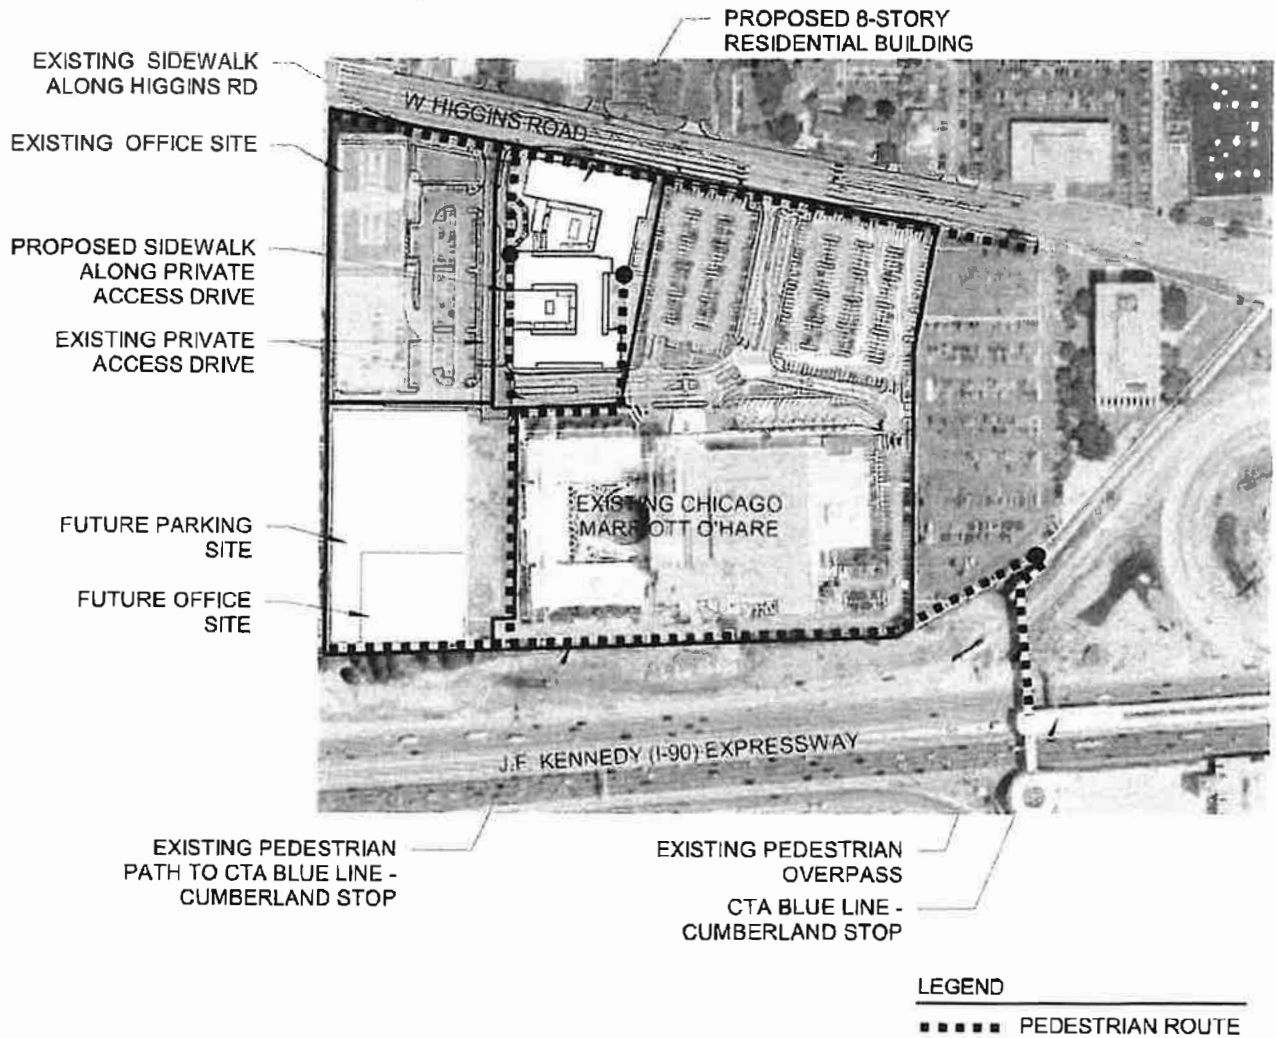 PROPOSED 8-STORY
RESIDENTIAL BUILDING
EXISTING SIDEWALK
ALONG HIGGINS RD
W HIGGINS ROAD
EXISTING OFFICE SITE
PROPOSED SIDEWALK
ALONG PRIVATE
ACCESS DRIVE
EXISTING PRIVATE
ACCESS DRIVE
EXISTING CHICAGO
MARRIOTT O'HARE
FUTURE PARKING
SITE
FUTURE OFFICE
SITE
J.F. KENNEDY (I-90) EXPRESSWAY
EXISTING PEDESTRIAN
PATH TO CTA BLUE LINE -
CUMBERLAND STOP
EXISTING PEDESTRIAN
OVERPASS
CTA BLUE LINE -
CUMBERLAND STOP
LEGEND
PEDESTRIAN ROUTE